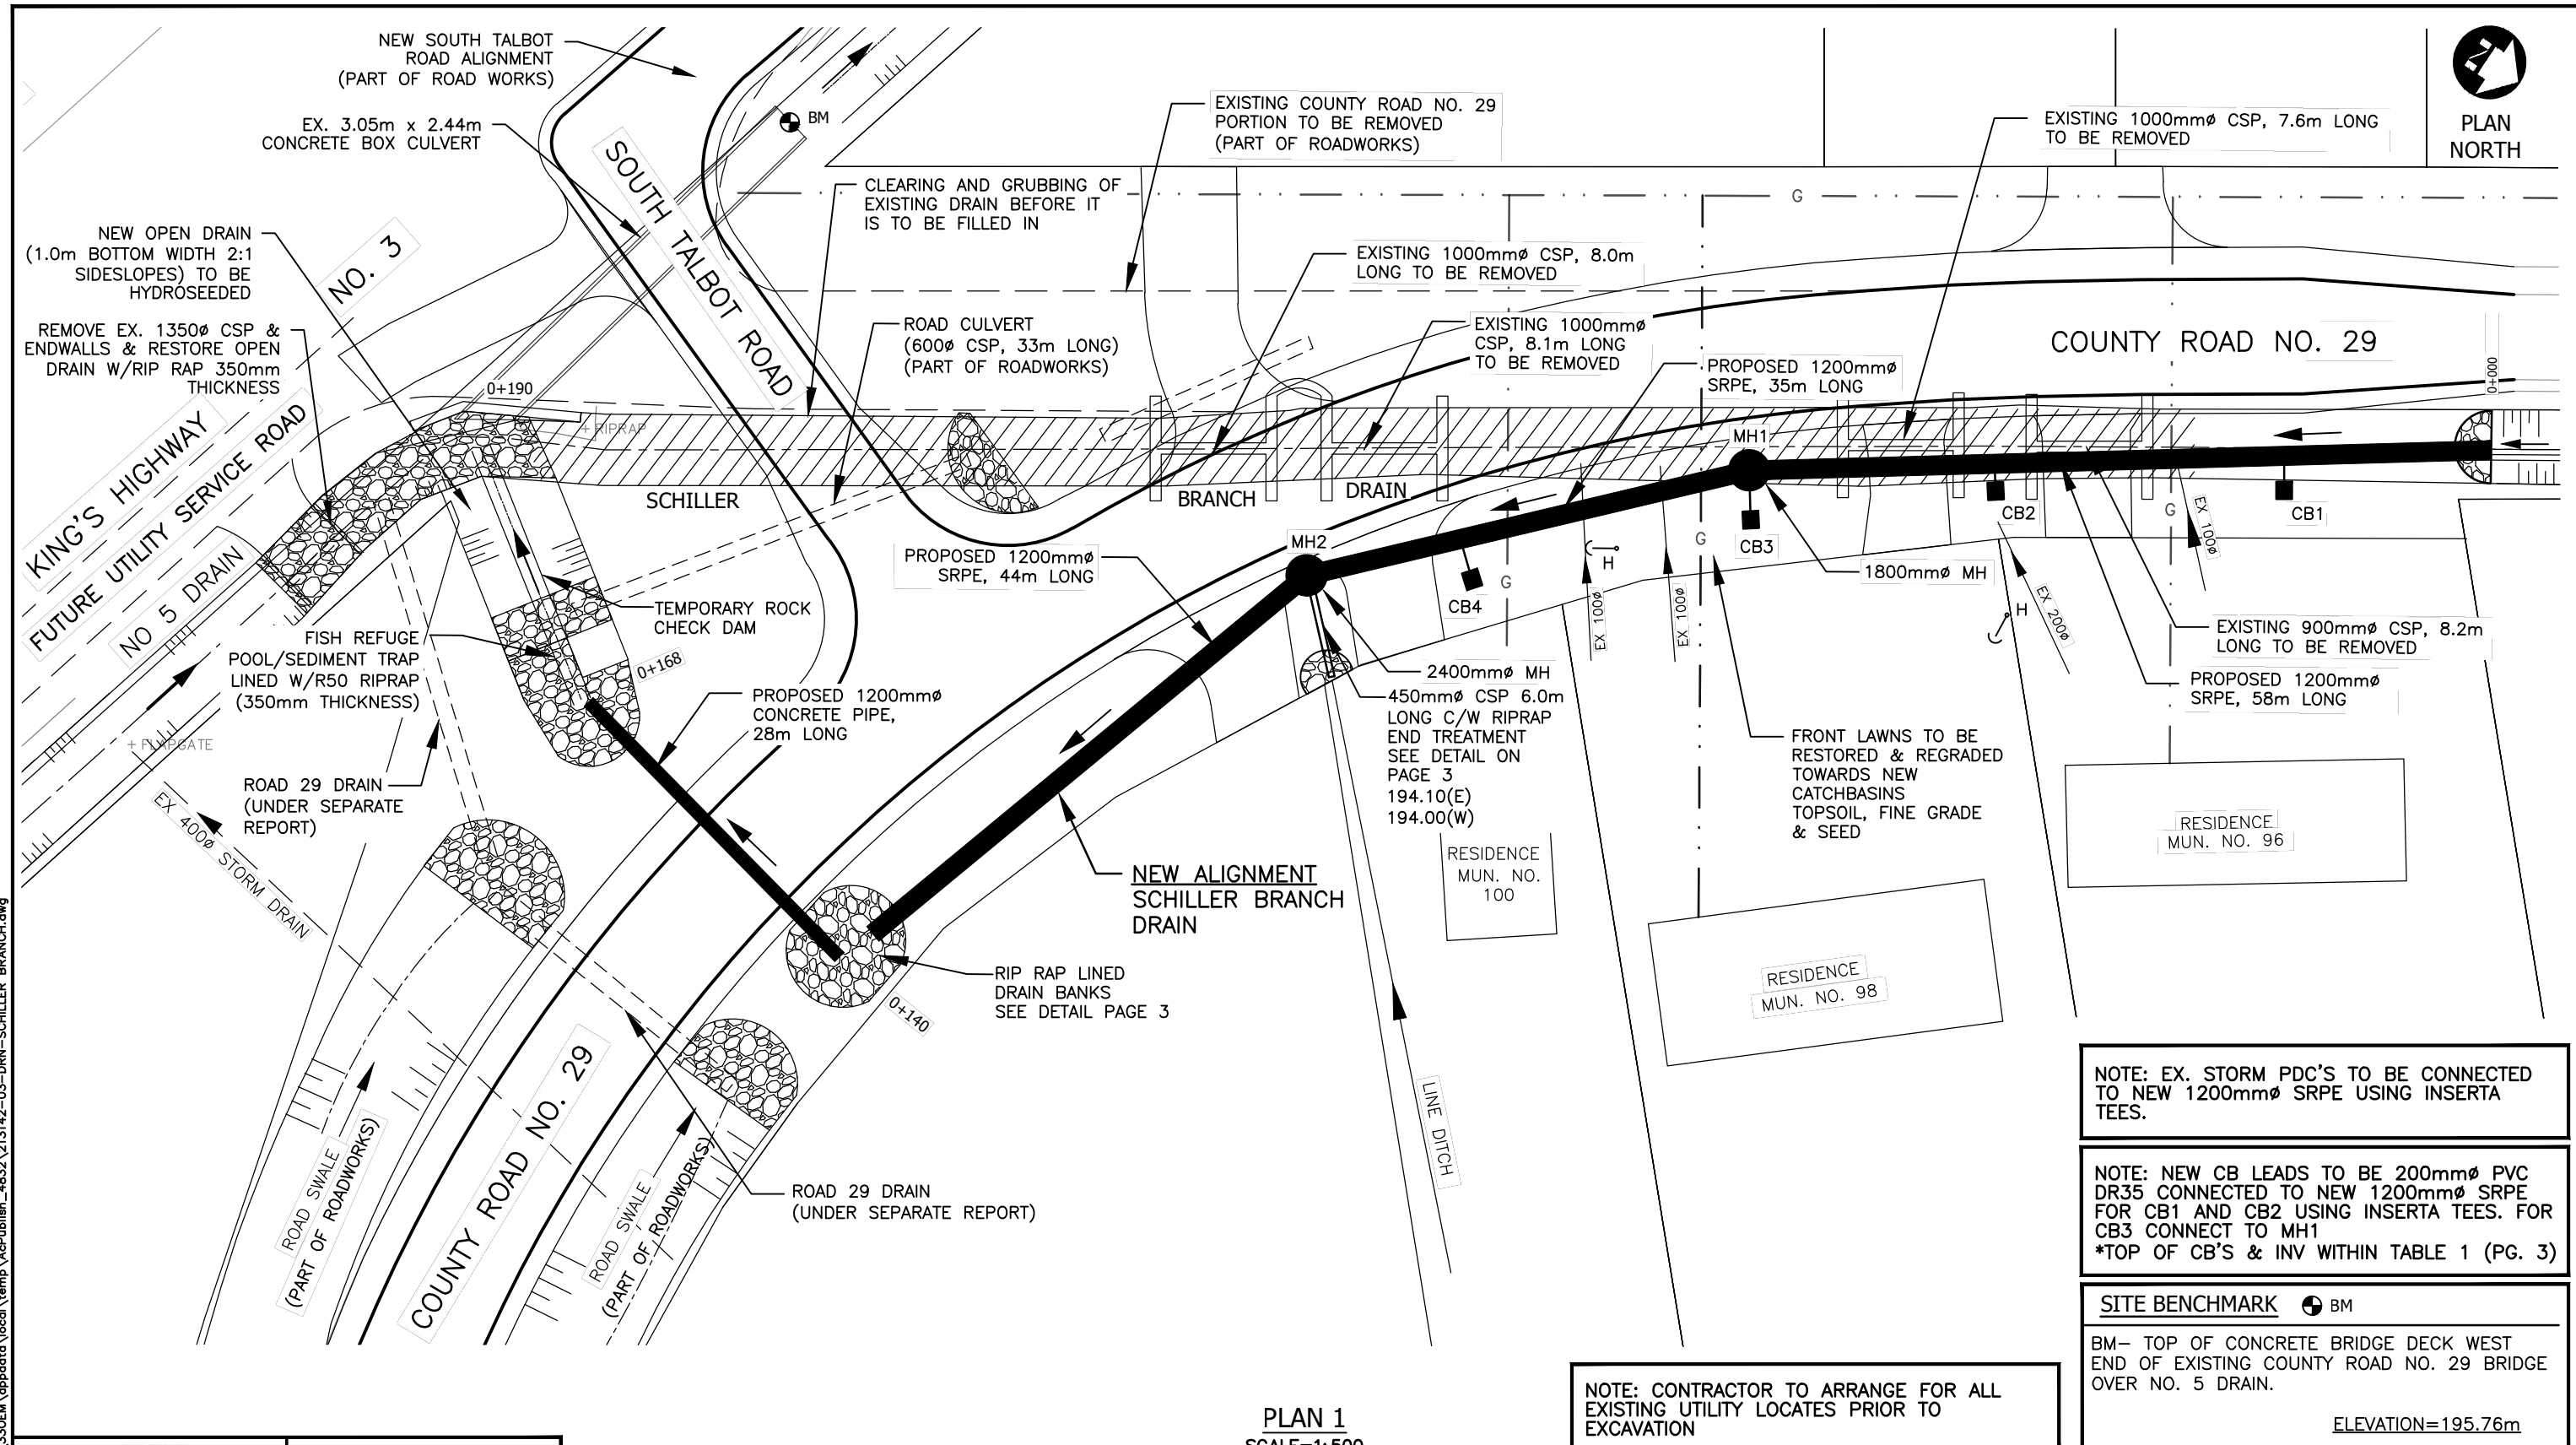 NEW SOUTH TALBOT
ROAD ALIGNMENT
(PART OF ROAD WORKS)
EX. 3.05m x 2.44m
CONCRETE BOX CULVERT
BM
EXISTING COUNTY ROAD NO. 29
PORTION TO BE REMOVED
(PART OF ROADWORKS)
EXISTING 1000mmø CSP, 7.6m LONG
TO BE REMOVED
N
PLAN
NORTH
SOUTH TALBOT ROAD
CLEARING AND GRUBBING OF
EXISTING DRAIN BEFORE IT
IS TO BE FILLED IN
G
NEW OPEN DRAIN
(1.0m BOTTOM WIDTH 2:1
SIDESLOPES) TO BE
HYDROSEEDED
NO. 3
EXISTING 1000mmø CSP, 8.0m
LONG TO BE REMOVED
REMOVE EX. 1350ø CSP &
ENDWALLS & RESTORE OPEN
DRAIN W/RIP RAP 350mm
THICKNESS
ROAD CULVERT
(600ø CSP, 33m LONG)
(PART OF ROADWORKS)
EXISTING 1000mmø
CSP, 8.1m LONG
TO BE REMOVED
PROPOSED 1200mmø
SRPE, 35m LONG
COUNTY ROAD NO. 29
0+000
0+190
+ RIPRAP
KING'S HIGHWAY
FUTURE UTILITY SERVICE ROAD
NO 5 DRAIN
SCHILLER
BRANCH
DRAIN
MH1
CB2
CB1
G
EX 100ø
CB3
MH2
PROPOSED 1200mmø
SRPE, 44m LONG
H
G
G
CB4
1800mmø MH
EX 100ø
EX 100ø
EX 200ø
H
TEMPORARY ROCK
CHECK DAM
FISH REFUGE
POOL/SEDIMENT TRAP
LINED W/R50 RIPRAP
(350mm THICKNESS)
0+168
EXISTING 900mmø CSP, 8.2m
LONG TO BE REMOVED
PROPOSED 1200mmø
SRPE, 58m LONG
PROPOSED 1200mmø
CONCRETE PIPE,
28m LONG
2400mmø MH
450mmø CSP 6.0m
LONG C/W RIPRAP
END TREATMENT
SEE DETAIL ON
PAGE 3
194.10(E)
194.00(W)
FRONT LAWNS TO BE
RESTORED & REGRADED
TOWARDS NEW
CATCHBASINS
TOPSOIL, FINE GRADE
& SEED
+ FLAPGATE
EX 400ø STORM DRAIN
ROAD 29 DRAIN
(UNDER SEPARATE
REPORT)
RESIDENCE
MUN. NO. 96
RESIDENCE
MUN. NO.
100
NEW ALIGNMENT
SCHILLER BRANCH
DRAIN
RESIDENCE
MUN. NO. 98
RIP RAP LINED
DRAIN BANKS
SEE DETAIL PAGE 3
0+140
LINE DITCH
ROAD SWALE
(PART OF ROADWORKS)
COUNTY ROAD NO. 29
ROAD SWALE
(PART OF ROADWORKS)
ROAD 29 DRAIN
(UNDER SEPARATE REPORT)
NOTE: EX. STORM PDC'S TO BE CONNECTED
TO NEW 1200mmø SRPE USING INSERTA
TEES.
NOTE: NEW CB LEADS TO BE 200mmø PVC
DR35 CONNECTED TO NEW 1200mmø SRPE
FOR CB1 AND CB2 USING INSERTA TEES. FOR
CB3 CONNECT TO MH1
*TOP OF CB'S & INV WITHIN TABLE 1 (PG. 3)
SITE BENCHMARK BM
BM– TOP OF CONCRETE BRIDGE DECK WEST
END OF EXISTING COUNTY ROAD NO. 29 BRIDGE
OVER NO. 5 DRAIN.
ELEVATION=195.76m
NOTE: CONTRACTOR TO ARRANGE FOR ALL
EXISTING UTILITY LOCATES PRIOR TO
EXCAVATION
PLAN 1
SCALE=1:500